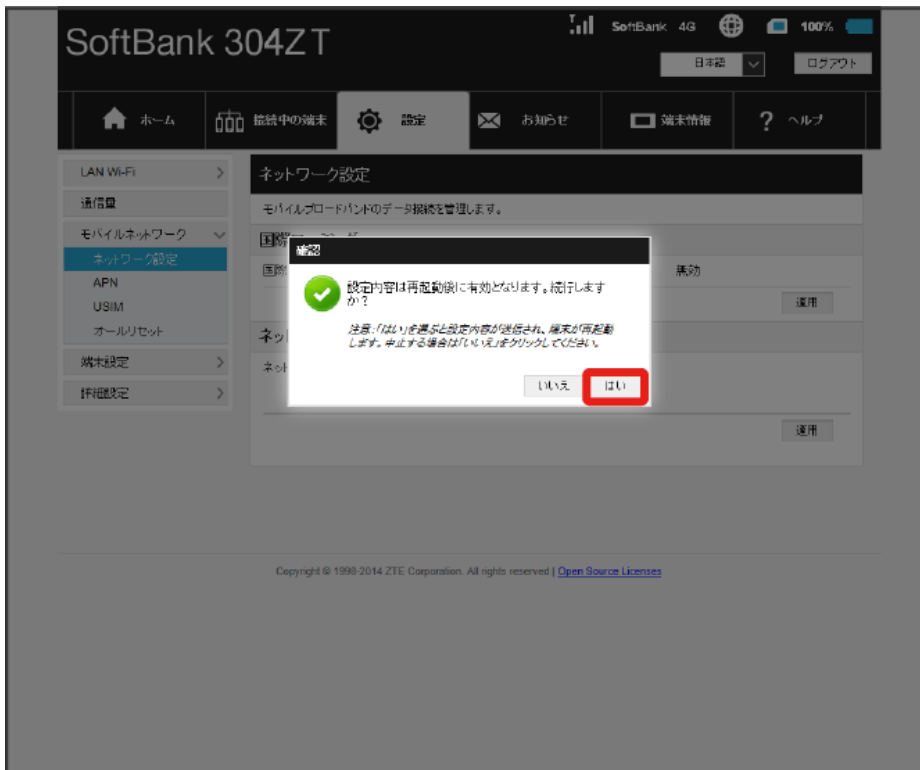 SoftBank 304ZT
SoftBank 4G 100%
日本語 ログアウト
ホーム 接続中の端末 設定 お知らせ 端末情報 ? ヘルプ
LAN Wi-Fi
通信量
モバイルネットワーク
ネットワーク設定
APN
USIM
オールリセット
端末設定
詳細設定
ネットワーク設定
モバイルブロードバンドのデータ接続を管理します。
国際
国際 無効
適用
確認
設定内容は再起動後に有効となります。続行します
か?
注意:「はい」を選ぶと設定内容が送信され、端末が再起動
します。中止する場合は「いいえ」をクリックしてください。
いいえ はい
ネッ
ネッ
適用
Copyright © 1998-2014 ZTE Corporation. All rights reserved | Open Source Licenses